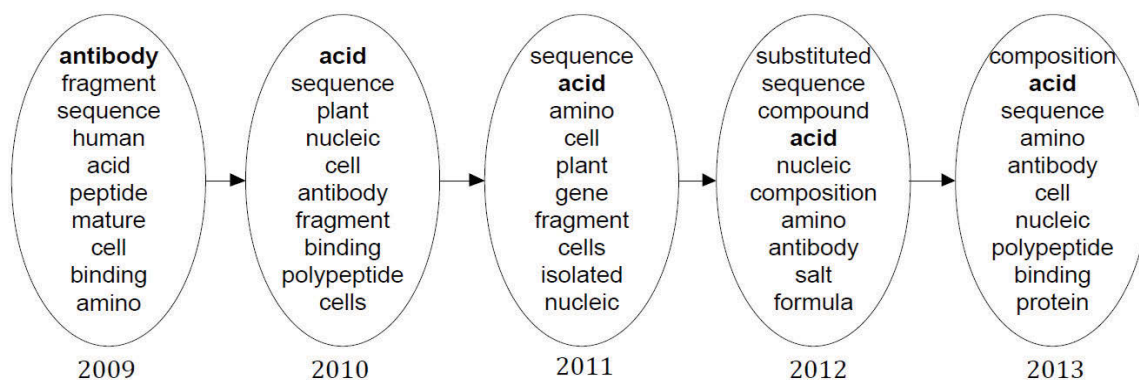 antibody
fragment
sequence
human
acid
peptide
mature
cell
binding
amino
2009
acid
sequence
plant
nucleic
cell
antibody
fragment
binding
polypeptide
cells
2010
sequence
acid
amino
cell
plant
gene
fragment
cells
isolated
nucleic
2011
substituted
sequence
compound
acid
nucleic
composition
amino
antibody
salt
formula
2012
composition
acid
sequence
amino
antibody
cell
nucleic
polypeptide
binding
protein
2013